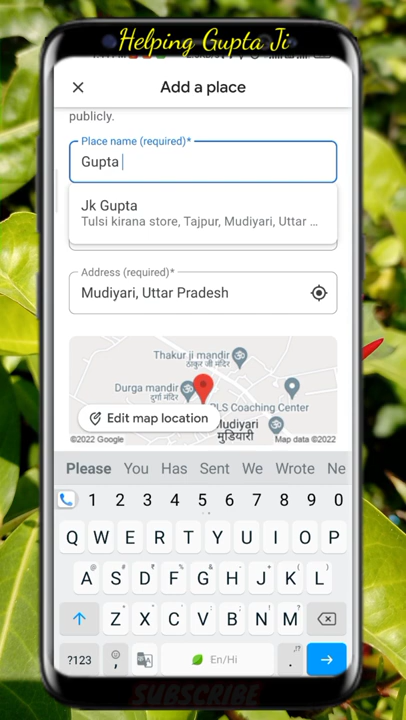 Helping Gupta Ji
Add a place
publicly.
Place name (required)*
Gupta
Jk Gupta
Tulsi kirana store, Tajpur, Mudiyari, Uttar ...
Address (required)*
Mudiyari, Uttar Pradesh
Thakur ji mandir
ठाकुर जी मंदिर
Durga mandir
दुर्गा मंदिर
PLS Coaching Center
Edit map location
Mudiyari
मुडियारी
©2022 Google
Map data ©2022
Please You Has Sent We Wrote Ne
1 2 3 4 5 6 7 8 9 0
Q W E R T Y U I O P
A S D F G H J K L
Z X C V B N M
?123 , En/Hi .
SUBSCRIBE